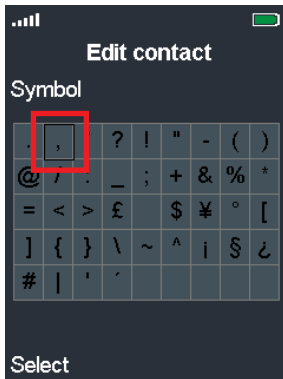 Edit contact
Symbol
. , ' ? ! " - ( )
@ / : _ ; + & % *
= < > £ $ ¥ ° [
] { } \ ~ ^ ¡ § ¿
# | ' ´
Select